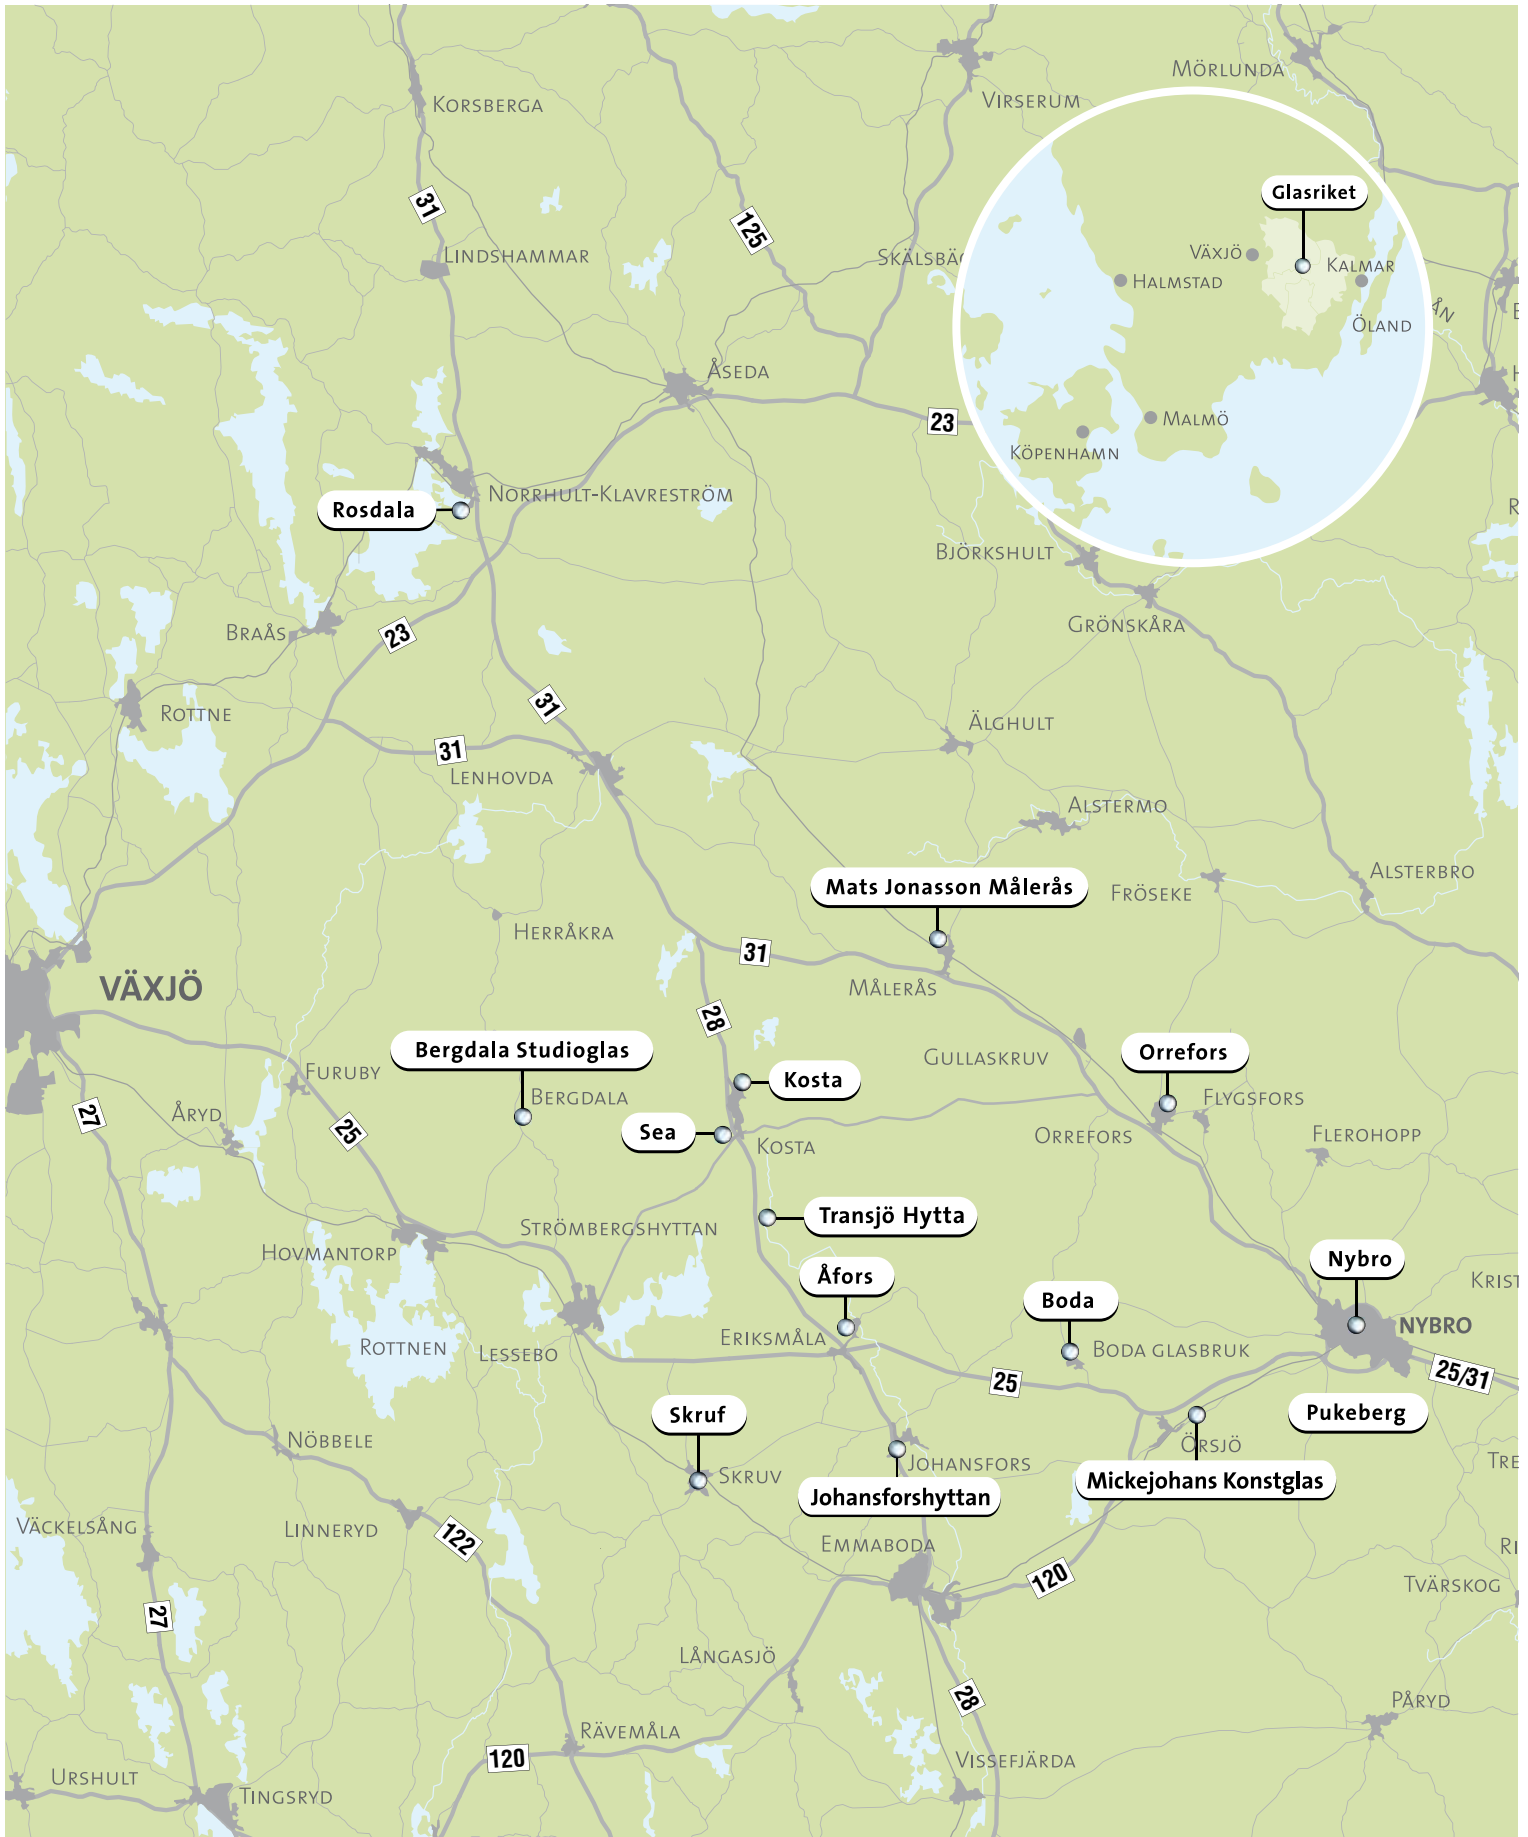 MÖRLUNDA
VIRSERUM
KORSBERGA
31
125
Glasriket
VÄXJÖ
KALMAR
HALMSTAD
ÖLAND
MALMÖ
KÖPENHAMN
LINDSHAMMAR
ÅSEDA
23
NORRHULT-KLAVRESTRÖM
Rosdala
BJÖRKSHULT
GRÖNSKÅRA
BRAÅS
23
31
ROTTNE
ÄLGHULT
31
LENHOVDA
ALSTERMO
ALSTERBRO
Mats Jonasson Målerås
FRÖSEKE
HERRÅKRA
31
VÄXJÖ
MÅLERÅS
28
Bergdala Studioglas
GULLASKRUV
Orrefors
FURUBY
Kosta
BERGDALA
FLYGSFORS
27
ÅRYD
25
Sea
KOSTA
ORREFORS
FLEROHOPP
Transjö Hytta
STRÖMBERGSHYTTAN
HOVMANTORP
Nybro
Åfors
Boda
NYBRO
ERIKSMÅLA
ROTTNEN
LESSEBO
BODA GLASBRUK
25
25/31
Skruf
Pukeberg
NÖBBELE
ÖRSJÖ
JOHANSFORS
SKRUV
Mickejohans Konstglas
Johansforshyttan
VÄCKELSÅNG
LINNERYD
122
EMMABODA
120
TVÄRSKOG
27
LÅNGASJÖ
28
PÅRYD
RÄVEMÅLA
120
VISSEFJÄRDA
URSHULT
TINGSRYD